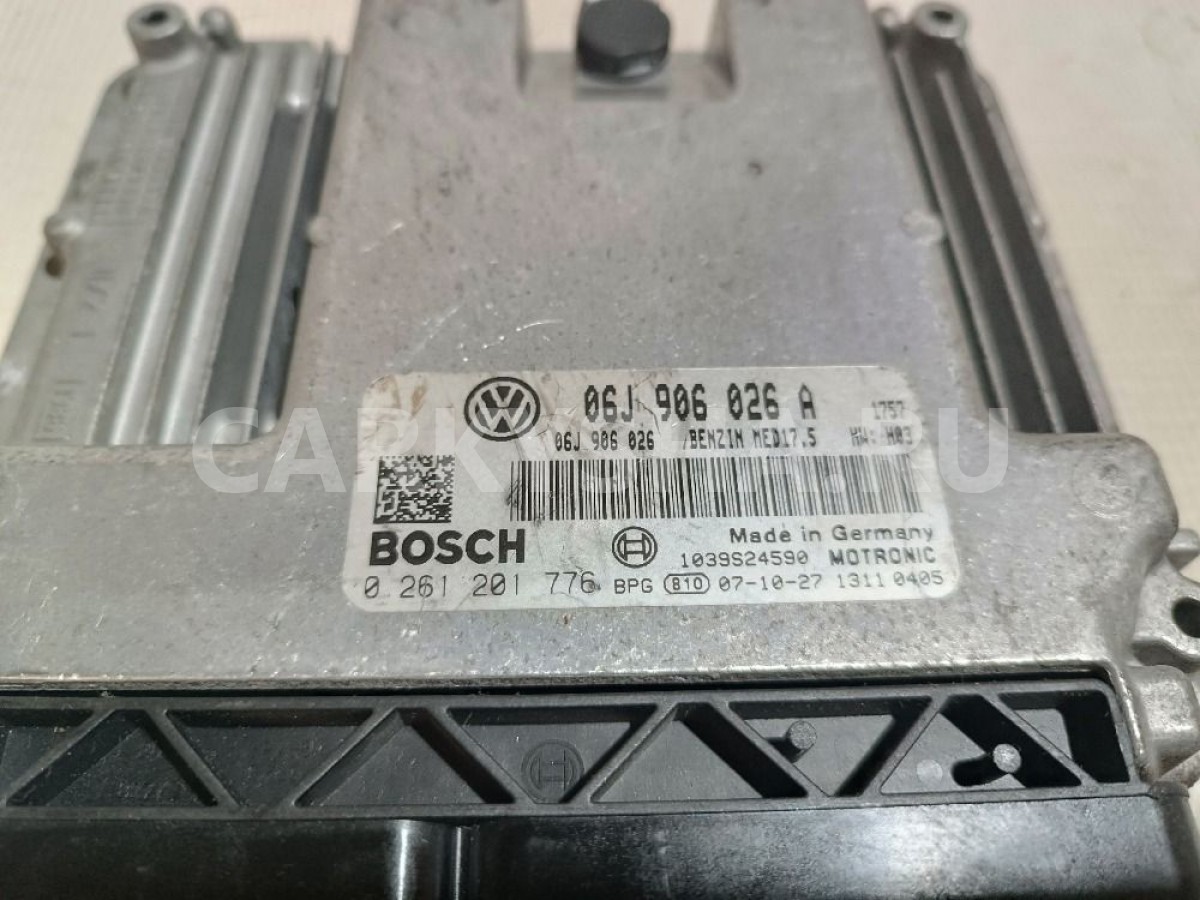 06J 906 026 A 1757
06J 906 026 /BENZIN MED17.5 HW: H03
BOSCH Made in Germany
1039S24590 MOTRONIC
0 261 201 776 BPG 810 07-10-27 1311 0405